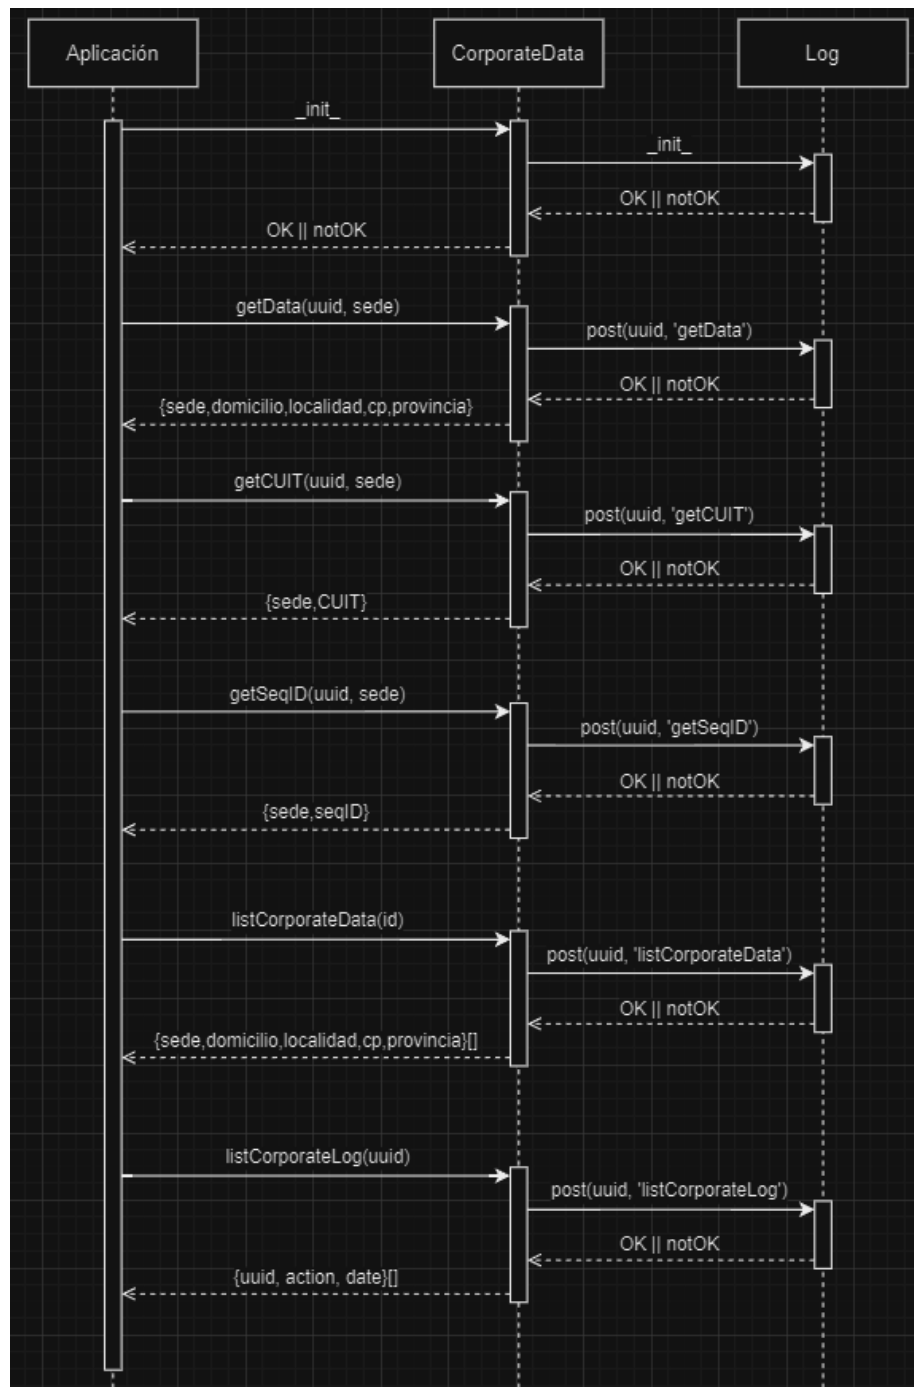 Aplicación
CorporateData
Log
_init_
_init_
OK || notOK
OK || notOK
getData(uuid, sede)
post(uuid, 'getData')
OK || notOK
{sede,domicilio,localidad,cp,provincia}
getCUIT(uuid, sede)
post(uuid, 'getCUIT')
OK || notOK
{sede,CUIT}
getSeqID(uuid, sede)
post(uuid, 'getSeqID')
OK || notOK
{sede,seqID}
listCorporateData(id)
post(uuid, 'listCorporateData')
OK || notOK
{sede,domicilio,localidad,cp,provincia}[]
listCorporateLog(uuid)
post(uuid, 'listCorporateLog')
OK || notOK
{uuid, action, date}[]